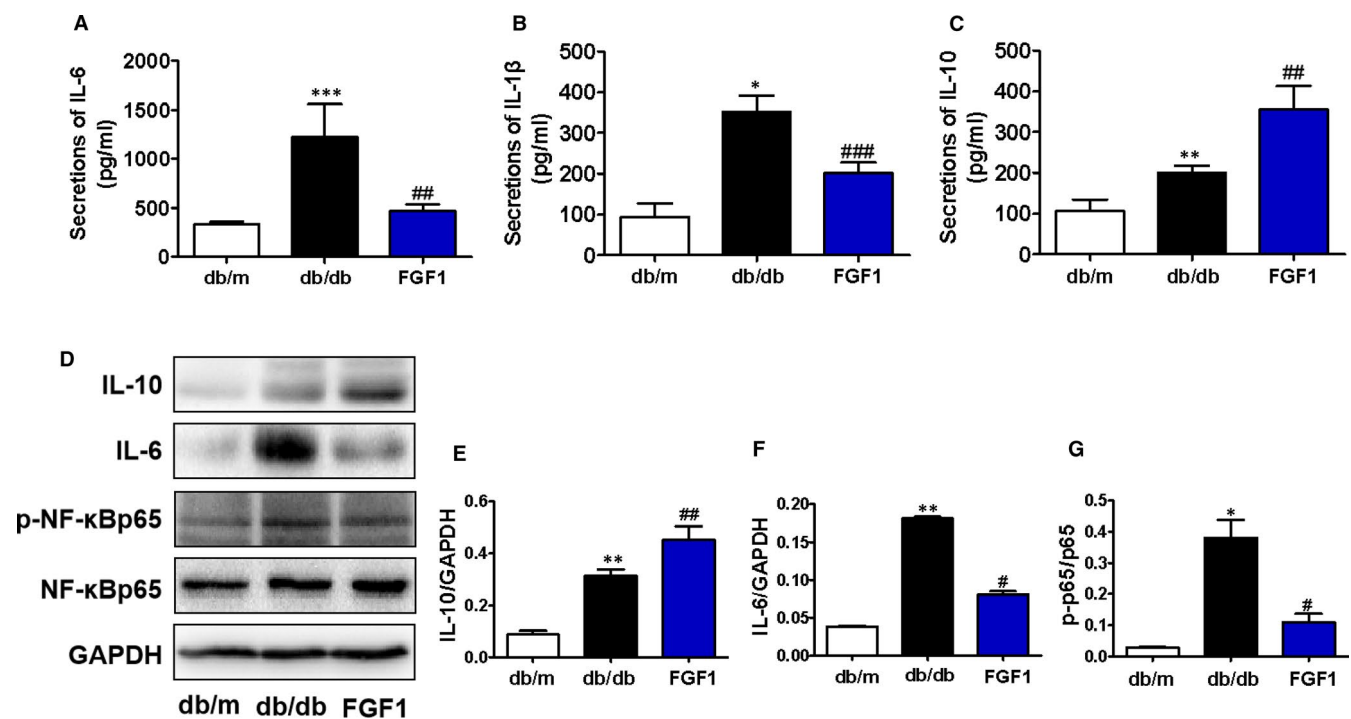 A
Secretions of IL-6
(pg/ml)
2000
1500
1000
500
0
***
##
db/m
db/db
FGF1
B
Secretions of IL-1β
(pg/ml)
500
400
300
200
100
0
*
###
db/m
db/db
FGF1
C
Secretions of IL-10
(pg/ml)
500
400
300
200
100
0
**
##
db/m
db/db
FGF1
D
IL-10
IL-6
p-NF-κBp65
NF-κBp65
GAPDH
db/m db/db FGF1
E
IL-10/GAPDH
0.6
0.4
0.2
0.0
**
##
db/m
db/db
FGF1
F
IL-6/GAPDH
0.20
0.15
0.10
0.05
0.00
**
#
db/m
db/db
FGF1
G
p-p65/p65
0.5
0.4
0.3
0.2
0.1
0.0
*
#
db/m
db/db
FGF1